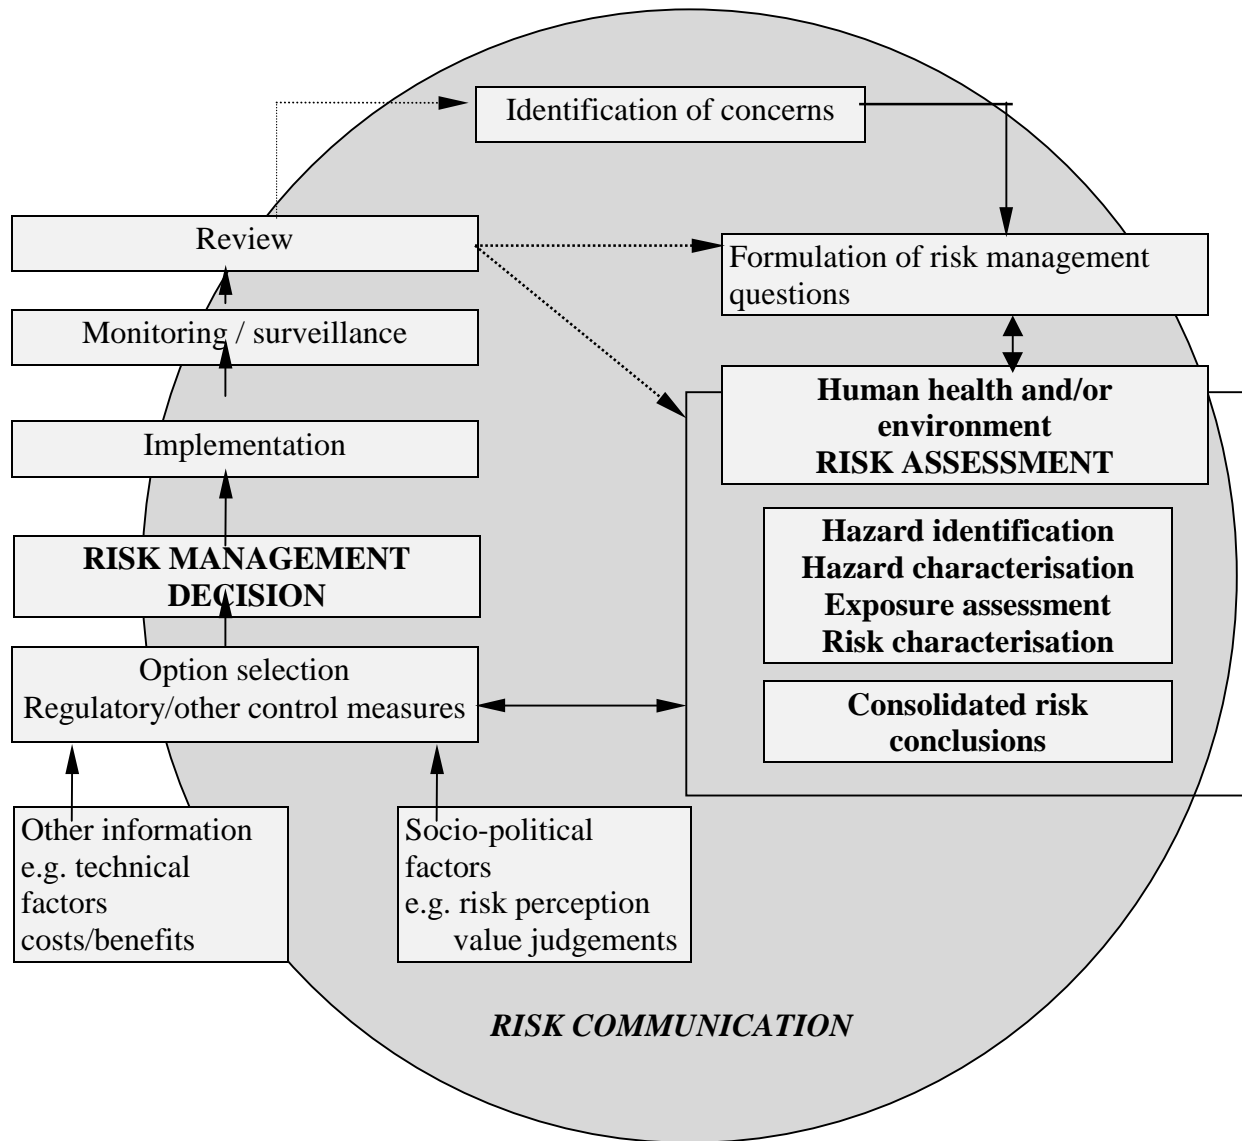 Identification of concerns
Review
Formulation of risk management
questions
Monitoring / surveillance
Human health and/or
environment
RISK ASSESSMENT
Implementation
Hazard identification
Hazard characterisation
Exposure assessment
Risk characterisation
RISK MANAGEMENT
DECISION
Option selection
Regulatory/other control measures
Consolidated risk
conclusions
Other information
e.g. technical
factors
costs/benefits
Socio-political
factors
e.g. risk perception
value judgements
RISK COMMUNICATION